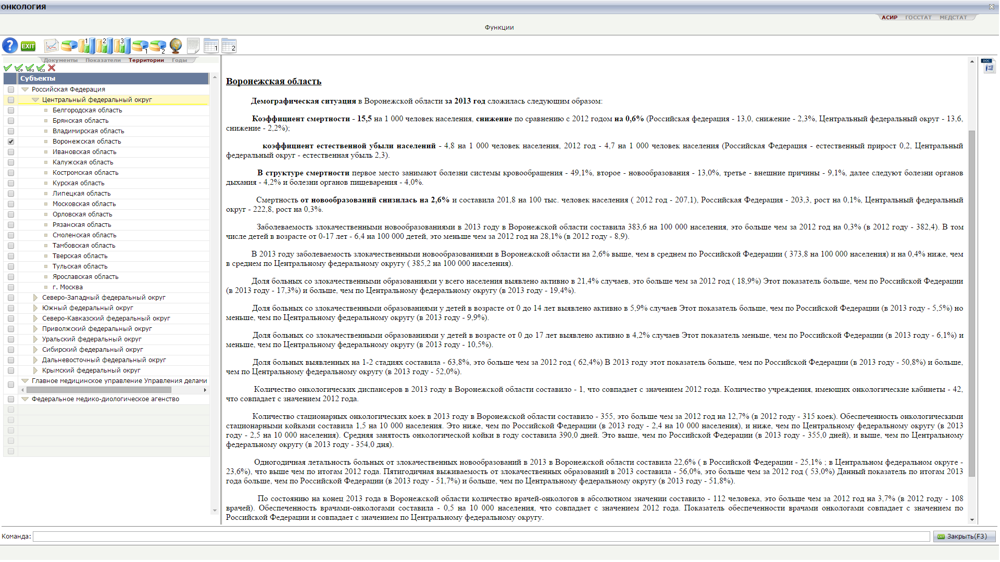 ОНКОЛОГИЯ
АСИР ГОССТАТ МЕДСТАТ
Функции
? EXIT 1 2 3 1 2 1 2
Документы Показатели Территории Годы
СФ ФО СО
Субъекты
Российская Федерация
Центральный федеральный округ
Белгородская область
Брянская область
Владимирская область
Воронежская область
Ивановская область
Калужская область
Костромская область
Курская область
Липецкая область
Московская область
Орловская область
Рязанская область
Смоленская область
Тамбовская область
Тверская область
Тульская область
Ярославская область
г. Москва
Северо-Западный федеральный округ
Южный федеральный округ
Северо-Кавказский федеральный округ
Приволжский федеральный округ
Уральский федеральный округ
Сибирский федеральный округ
Дальневосточный федеральный округ
Крымский федеральный округ
Главное медицинское управление Управления делами
Федеральное медико-диологическое агенство
DOC
Воронежская область
Демографическая ситуация в Воронежской области за 2013 год сложилась следующим образом:
Коэффициент смертности - 15,5 на 1 000 человек населения, снижение по сравнению с 2012 годом на 0,6% (Российская федерация - 13,0, снижение - 2,3%, Центральный федеральный округ - 13,6,
снижение - 2,2%);
коэффициент естественной убыли населений - 4,8 на 1 000 человек населения, 2012 год - 4,7 на 1 000 человек населения (Российская Федерация - естественный прирост 0,2, Центральный
федеральный округ - естественная убыль 2,3).
В структуре смертности первое место занимают болезни системы кровообращения - 49,1%, второе - новообразования - 13,0%, третье - внешние причины - 9,1%, далее следуют болезни органов
дыхания - 4,2% и болезни органов пищеварения - 4,0%.
Смертность от новообразований снизилась на 2,6% и составила 201,8 на 100 тыс. человек населения ( 2012 год - 207,1), Российская Федерация - 203,3, рост на 0,1%, Центральный федеральный
округ - 222,8, рост на 0,3%.
Заболеваемость злокачественными новообразованиями в 2013 году в Воронежской области составила 383,6 на 100 000 населения, это больше чем за 2012 год на 0,3% (в 2012 году - 382,4). В том
числе детей в возрасте от 0-17 лет - 6,4 на 100 000 детей, это меньше чем за 2012 год на 28,1% (в 2012 году - 8,9).
В 2013 году заболеваемость злокачественными новообразованиями в Воронежской области на 2,6% выше, чем в среднем по Российской Федерации ( 373,8 на 100 000 населения) и на 0,4% ниже, чем
в среднем по Центральному федеральному округу ( 385,2 на 100 000 населения).
Доля больных со злокачественными образованиями у всего населения выявлено активно в 21,4% случаев, это больше чем за 2012 год ( 18,9%) Этот показатель больше, чем по Российской Федерации
(в 2013 году - 17,3%) и больше, чем по Центральному федеральному округу (в 2013 году - 19,4%).
Доля больных со злокачественными образованиями у детей в возрасте от 0 до 14 лет выявлено активно в 5,9% случаев Этот показатель больше, чем по Российской Федерации (в 2013 году - 5,5%) но
меньше, чем по Центральному федеральному округу (в 2013 году - 9,9%).
Доля больных со злокачественными образованиями у детей в возрасте от 0 до 17 лет выявлено активно в 4,2% случаев Этот показатель меньше, чем по Российской Федерации (в 2013 году - 6,1%) и
меньше, чем по Центральному федеральному округу (в 2013 году - 10,5%).
Доля больных выявленных на 1-2 стадиях составила - 63,8%, это больше чем за 2012 год ( 62,4%) В 2013 году этот показатель больше, чем по Российской Федерации (в 2013 году - 50,8%) и больше,
чем по Центральному федеральному округу (в 2013 году - 52,0%).
Количество онкологических диспансеров в 2013 году в Воронежской области составило - 1, что совпадает с значением 2012 года. Количество учреждения, имеющих онкологические кабинеты - 42,
что совпадает с значением 2012 года.
Количество стационарных онкологических коек в 2013 году в Воронежской области составило - 355, это больше чем за 2012 год на 12,7% (в 2012 году - 315 коек). Обеспеченность онкологическими
стационарными койками составила 1,5 на 10 000 населения. Это ниже, чем по Российской Федерации (в 2013 году - 2,4 на 10 000 населения), и ниже, чем по Центральному федеральному округу (в 2013
году - 2,5 на 10 000 населения). Средняя занятость онкологической койки в году составила 390,0 дней. Это выше, чем по Российской Федерации (в 2013 году - 355,0 дней), и выше, чем по Центральному
федеральному округу (в 2013 году - 354,0 дня).
Одногодичная летальность больных от злокачественных новообразований в 2013 в Воронежской области составила 22,6% ( в Российской Федерации - 25,1% ; в Центральном федеральном округе -
23,6%), что выше чем по итогам 2012 года. Пятигодичная выживаемость от злокачественных образований в 2013 составила - 56,0%, это больше чем за 2012 год ( 53,0%) Данный показатель по итогам 2013
года больше, чем по Российской Федерации (в 2013 году - 51,7%) и больше, чем по Центральному федеральному округу (в 2013 году - 51,8%).
По состоянию на конец 2013 года в Воронежской области количество врачей-онкологов в абсолютном значении составило - 112 человека, это больше чем за 2012 год на 3,7% (в 2012 году - 108
врачей). Обеспеченность врачами-онкологами составила - 0,5 на 10 000 населения, что совпадает с значением 2012 года. Показатель обеспеченности врачами онкологами совпадает с значением по
Российской Федерации и совпадает с значением по Центральному федеральному округу.
Команда:
EXIT Закрыть(F3)